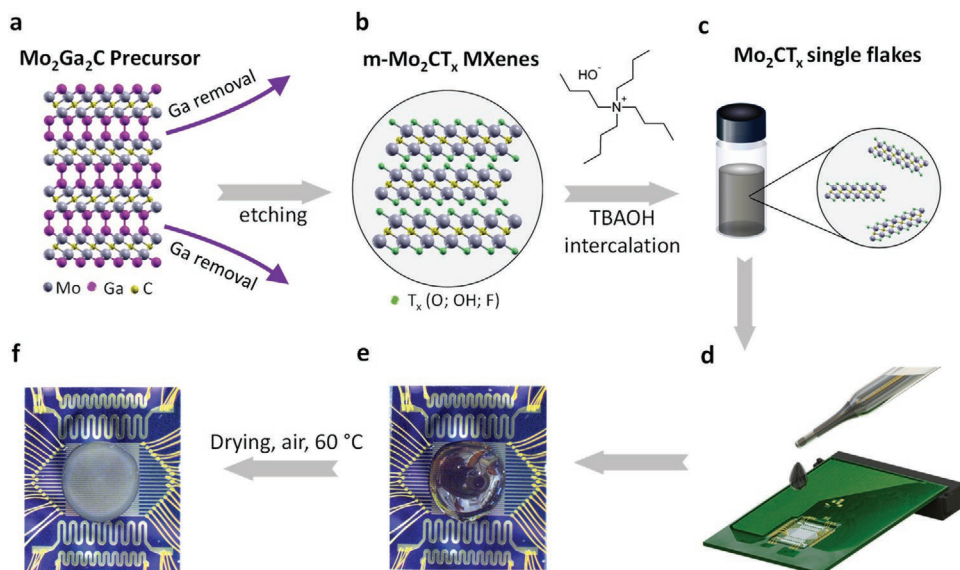 a
Mo₂Ga₂C Precursor
Ga removal
Ga removal
Mo Ga C
etching
b
m-Mo₂CTₓ MXenes
Tₓ (O; OH; F)
HO⁻
N⁺
TBAOH
intercalation
c
Mo₂CTₓ single flakes
d
e
Drying, air, 60 °C
f